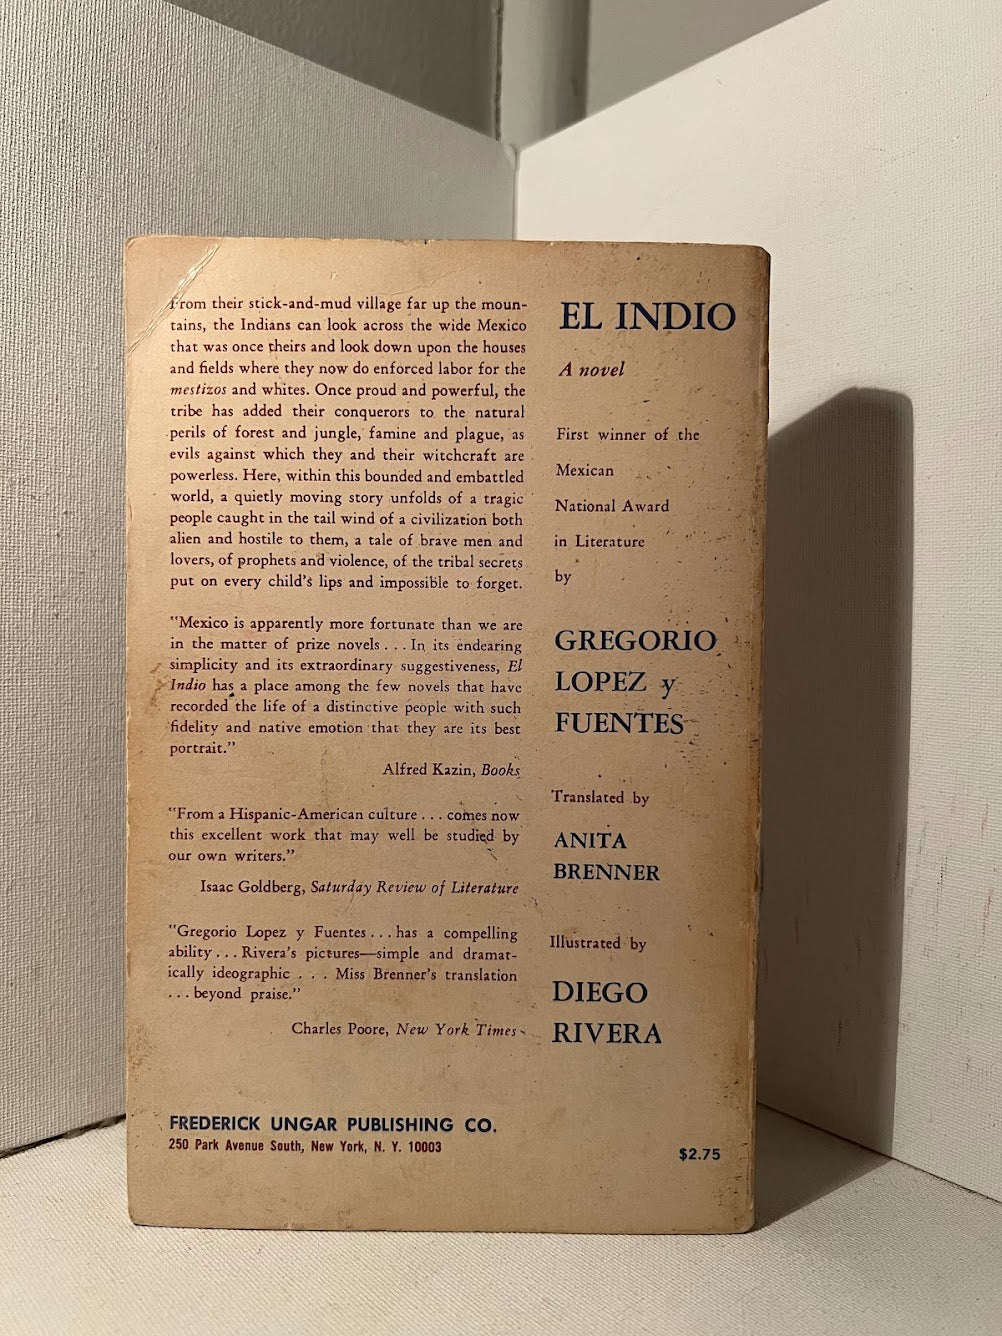 From their stick-and-mud village far up the moun-
tains, the Indians can look across the wide Mexico
that was once theirs and look down upon the houses
and fields where they now do enforced labor for the
mestizos and whites. Once proud and powerful, the
tribe has added their conquerors to the natural
perils of forest and jungle, famine and plague, as
evils against which they and their witchcraft are
powerless. Here, within this bounded and embattled
world, a quietly moving story unfolds of a tragic
people caught in the tail wind of a civilization both
alien and hostile to them, a tale of brave men and
lovers, of prophets and violence, of the tribal secrets
put on every child's lips and impossible to forget.
"Mexico is apparently more fortunate than we are
in the matter of prize novels . . . In its endearing
simplicity and its extraordinary suggestiveness, El
Indio has a place among the few novels that have
recorded the life of a distinctive people with such
fidelity and native emotion that they are its best
portrait."
Alfred Kazin, Books
"From a Hispanic-American culture . . . comes now
this excellent work that may well be studied by
our own writers."
Isaac Goldberg, Saturday Review of Literature
"Gregorio Lopez y Fuentes . . . has a compelling
ability . . . Rivera's pictures—simple and dramat-
ically ideographic . . . Miss Brenner's translation
. . . beyond praise."
Charles Poore, New York Times
FREDERICK UNGAR PUBLISHING CO.
250 Park Avenue South, New York, N. Y. 10003
EL INDIO
A novel
First winner of the
Mexican
National Award
in Literature
by
GREGORIO
LOPEZ y
FUENTES
Translated by
ANITA
BRENNER
Illustrated by
DIEGO
RIVERA
$2.75